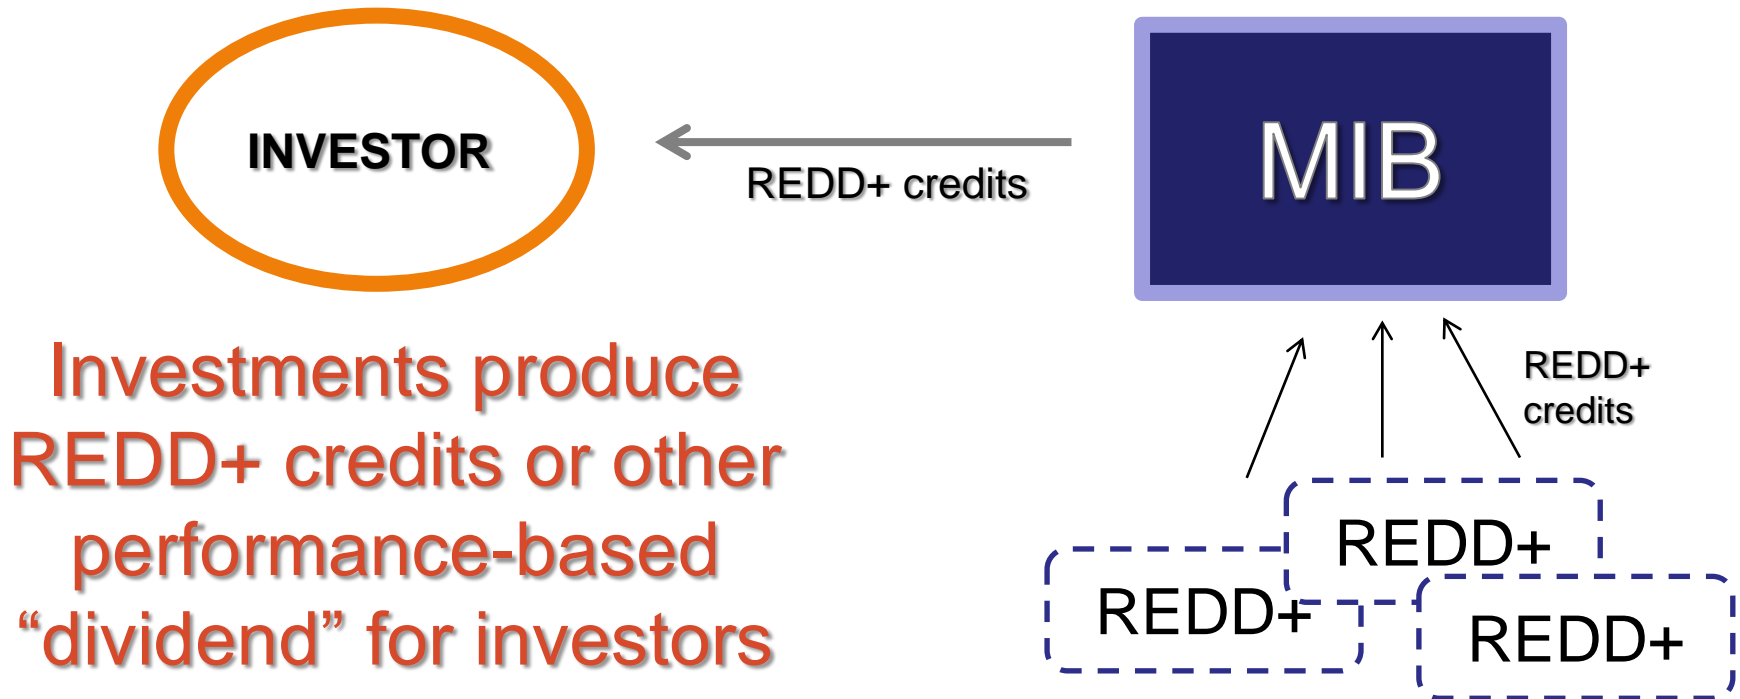 INVESTOR
REDD+ credits
MIB
Investments produce
REDD+ credits or other
performance-based
“dividend” for investors
REDD+
credits
REDD+
REDD+
REDD+